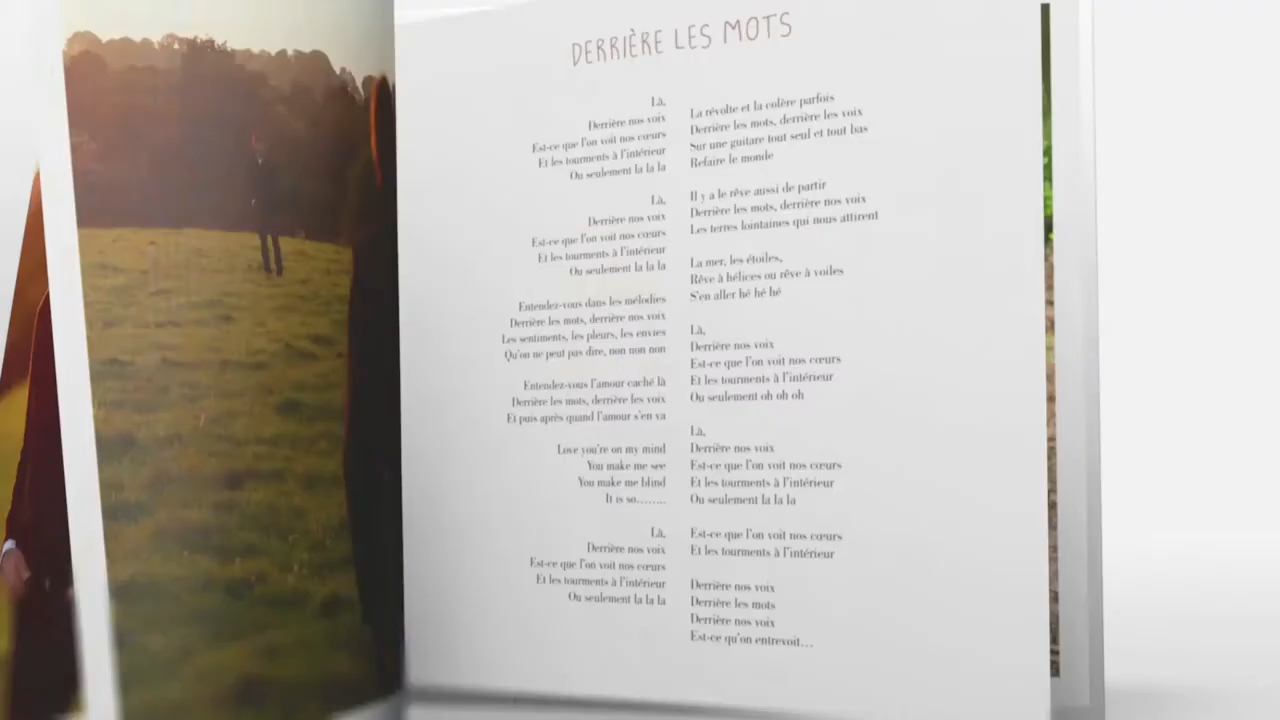 DERRIÈRE LES MOTS
Là,
Derrière nos voix
Est-ce que l'on voit nos cœurs
Et les tourments à l'intérieur
Ou seulement la la la
Là,
Derrière nos voix
Est-ce que l'on voit nos cœurs
Et les tourments à l'intérieur
Ou seulement la la la
Entendez-vous dans les mélodies
Derrière les mots, derrière nos voix
Les sentiments, les pleurs, les envies
Qu'on ne peut pas dire, non non non
Entendez-vous l'amour caché là
Derrière les mots, derrière les voix
Et puis après quand l'amour s'en va
Love you're on my mind
You make me see
You make me blind
It is so........
Là,
Derrière nos voix
Est-ce que l'on voit nos cœurs
Et les tourments à l'intérieur
Ou seulement la la la
La révolte et la colère parfois
Derrière les mots, derrière les voix
Sur une guitare tout seul et tout bas
Refaire le monde
Il y a le rêve aussi de partir
Derrière les mots, derrière nos voix
Les terres lointaines qui nous attirent
La mer, les étoiles,
Rêve à hélices ou rêve à voiles
S'en aller hé hé hé
Là,
Derrière nos voix
Est-ce que l'on voit nos cœurs
Et les tourments à l'intérieur
Ou seulement oh oh oh
Là,
Derrière nos voix
Est-ce que l'on voit nos cœurs
Et les tourments à l'intérieur
Ou seulement la la la
Est-ce que l'on voit nos cœurs
Et les tourments à l'intérieur
Derrière nos voix
Derrière les mots
Derrière nos voix
Est-ce qu'on entrevoit...